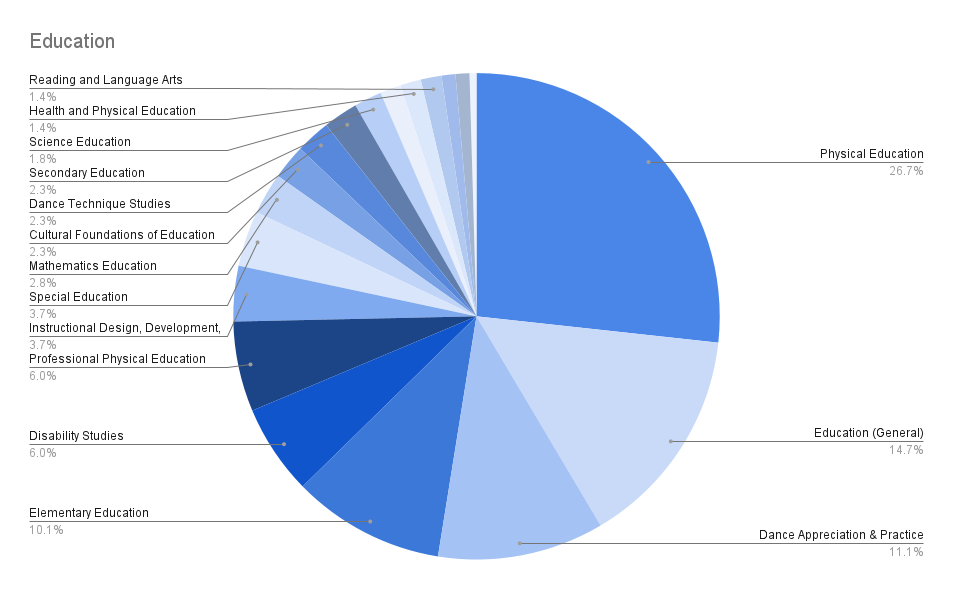 Education
Reading and Language Arts
1.4%
Health and Physical Education
1.4%
Science Education
1.8%
Secondary Education
2.3%
Dance Technique Studies
2.3%
Cultural Foundations of Education
2.3%
Mathematics Education
2.8%
Special Education
3.7%
Instructional Design, Development,
3.7%
Professional Physical Education
6.0%
Disability Studies
6.0%
Elementary Education
10.1%
Physical Education
26.7%
Education (General)
14.7%
Dance Appreciation & Practice
11.1%